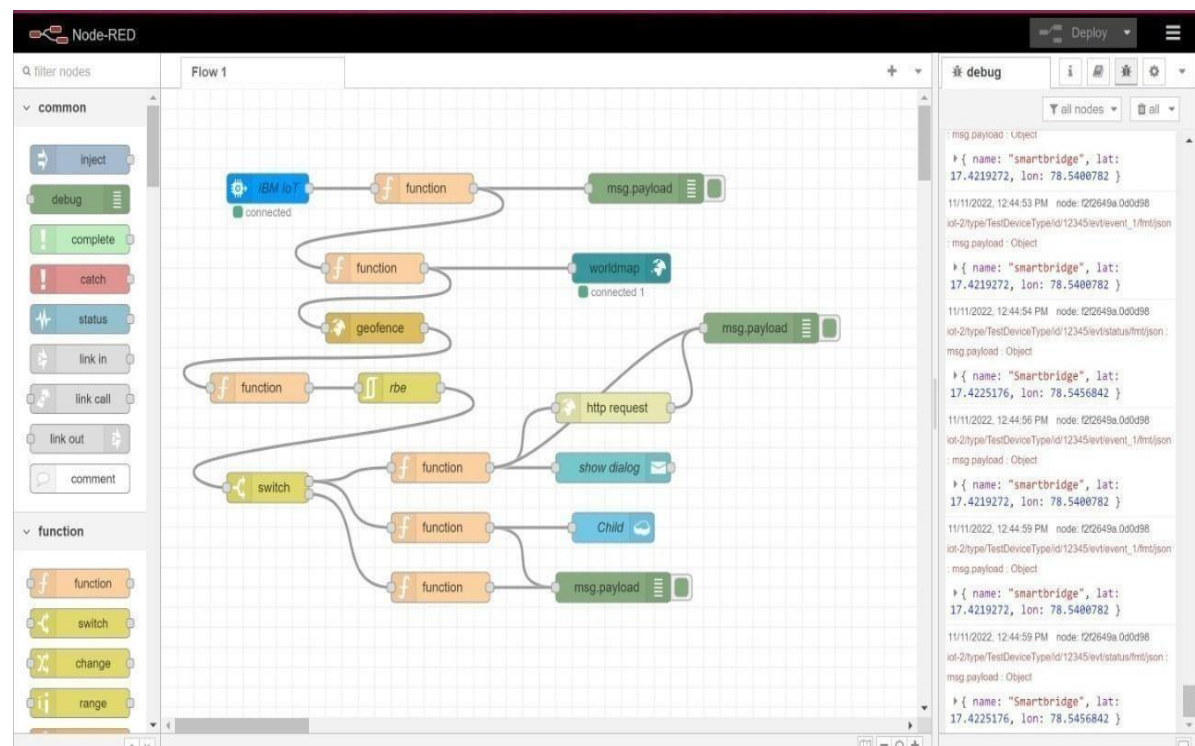 Node-RED
Deploy
filter nodes
Flow 1
debug
i
all nodes
all
common
inject
debug
complete
catch
status
link in
link call
link out
comment
function
function
switch
change
range
IBM IoT
connected
function
msg.payload
function
worldmap
connected 1
geofence
msg.payload
function
rbe
http request
switch
function
show dialog
function
Child
function
msg.payload
: msg.payload : Object
{ name: "smartbridge", lat:
17.4219272, lon: 78.5400782 }
11/11/2022, 12:44:53 PM node: f2f2649a.0d0d98
iot-2/type/TestDeviceType/id/12345/evt/event_1/fmt/json
: msg.payload : Object
{ name: "smartbridge", lat:
17.4219272, lon: 78.5400782 }
11/11/2022, 12:44:54 PM node: f2f2649a.0d0d98
iot-2/type/TestDeviceType/id/12345/evt/status/fmt/json :
msg.payload : Object
{ name: "Smartbridge", lat:
17.4225176, lon: 78.5456842 }
11/11/2022, 12:44:56 PM node: f2f2649a.0d0d98
iot-2/type/TestDeviceType/id/12345/evt/event_1/fmt/json
: msg.payload : Object
{ name: "smartbridge", lat:
17.4219272, lon: 78.5400782 }
11/11/2022, 12:44:59 PM node: f2f2649a.0d0d98
iot-2/type/TestDeviceType/id/12345/evt/event_1/fmt/json
: msg.payload : Object
{ name: "smartbridge", lat:
17.4219272, lon: 78.5400782 }
11/11/2022, 12:44:59 PM node: f2f2649a.0d0d98
iot-2/type/TestDeviceType/id/12345/evt/status/fmt/json :
msg.payload : Object
{ name: "Smartbridge", lat:
17.4225176, lon: 78.5456842 }